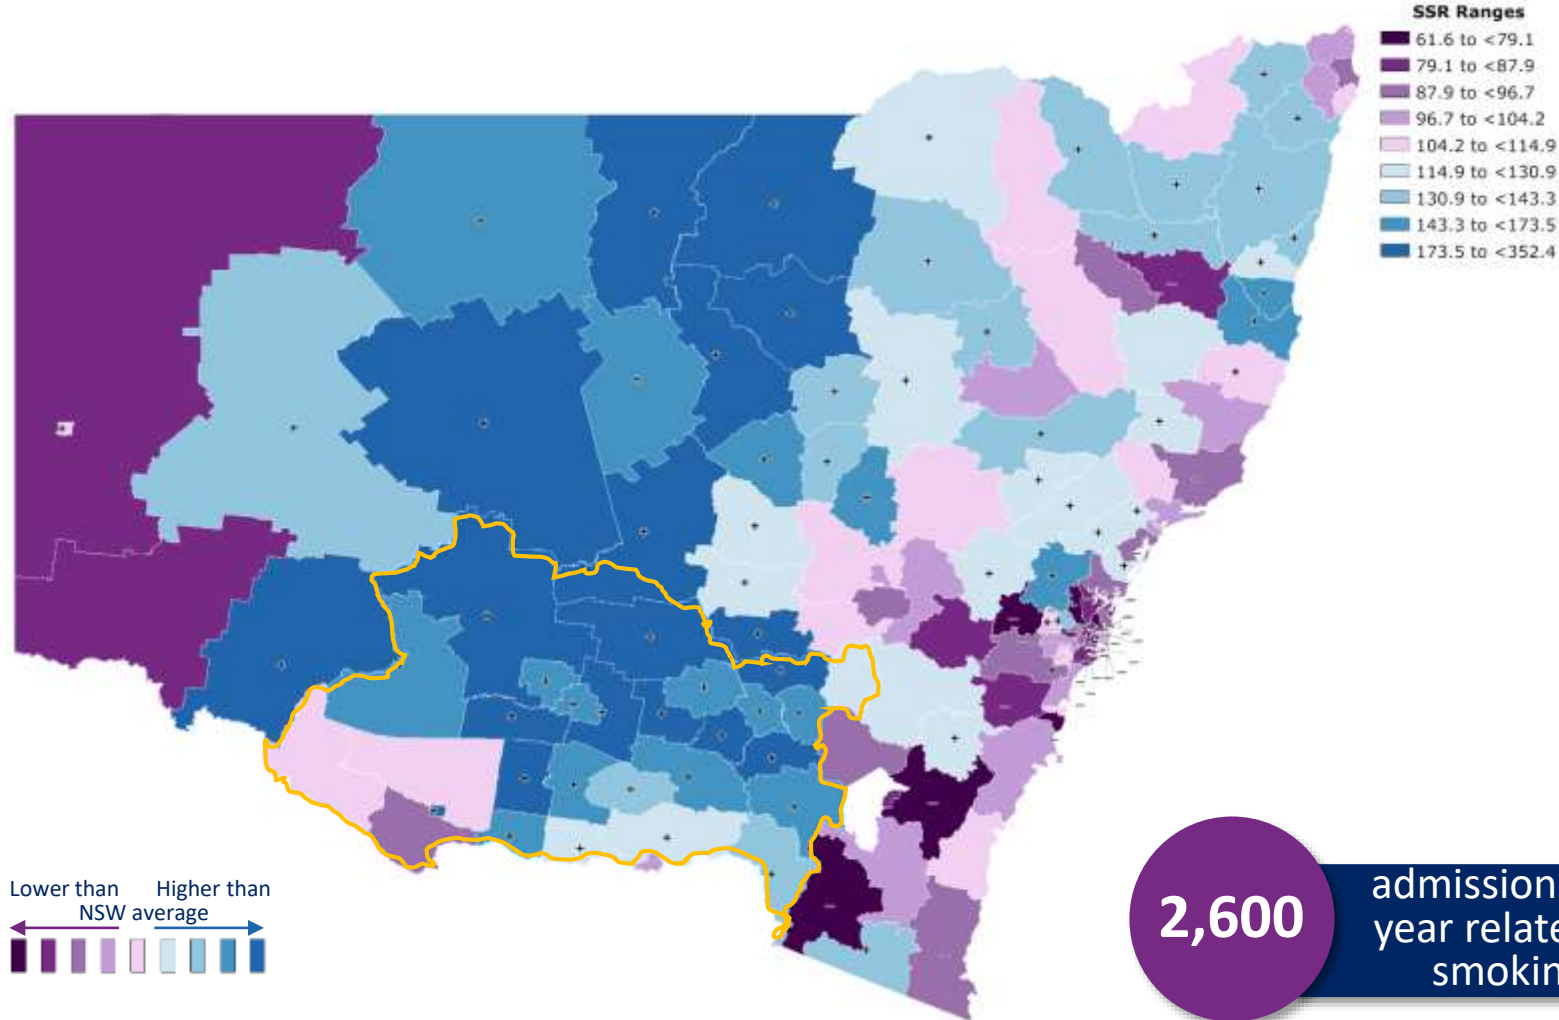 SSR Ranges
61.6 to <79.1
79.1 to <87.9
87.9 to <96.7
96.7 to <104.2
104.2 to <114.9
114.9 to <130.9
130.9 to <143.3
143.3 to <173.5
173.5 to <352.4
Lower than Higher than
NSW average
2,600
admission
year relate
smokin